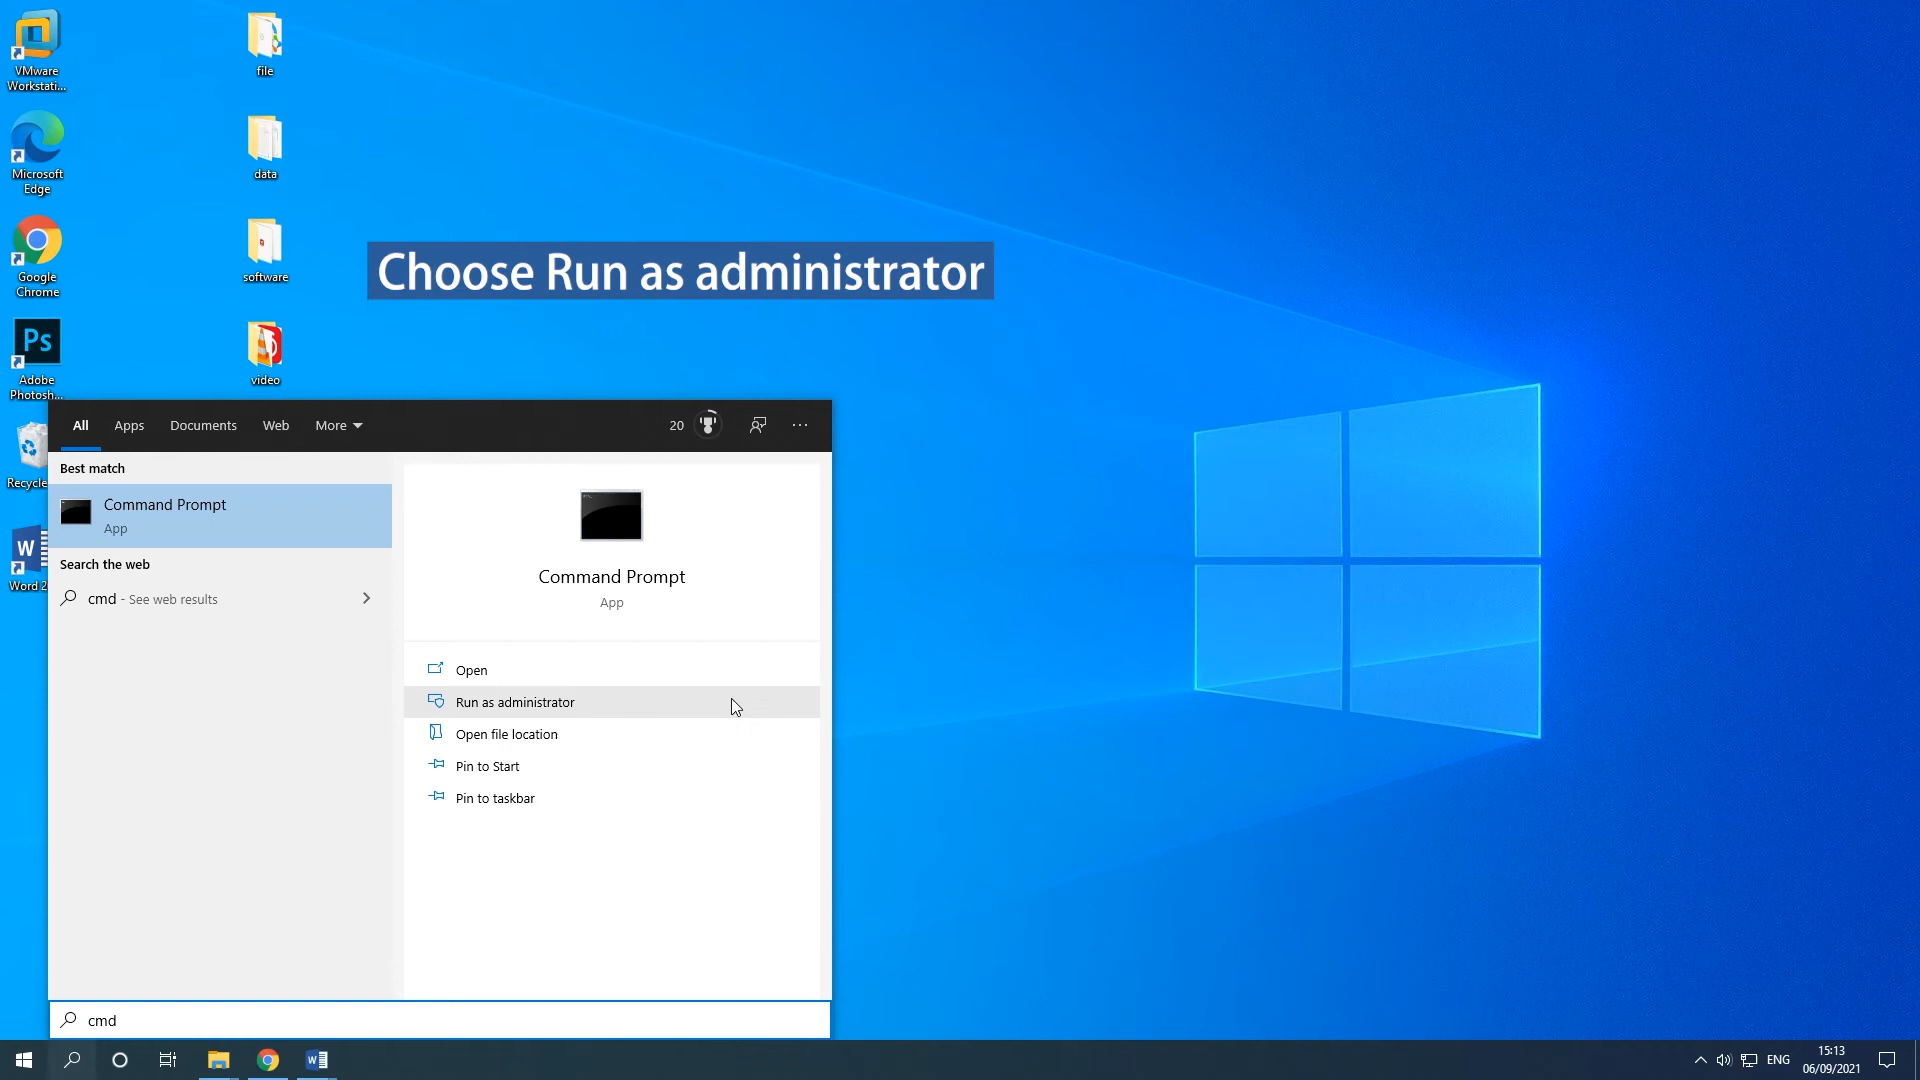 VMware
Workstati...
file
Microsoft
Edge
data
Google
Chrome
software
Choose Run as administrator
Ps
Adobe
Photosh...
video
All
Apps
Documents
Web
More
20
Best match
Command Prompt
App
Search the web
cmd - See web results
Recycle
W
Word 2
Command Prompt
App
Open
Run as administrator
Open file location
Pin to Start
Pin to taskbar
cmd
ENG
15:13
06/09/2021